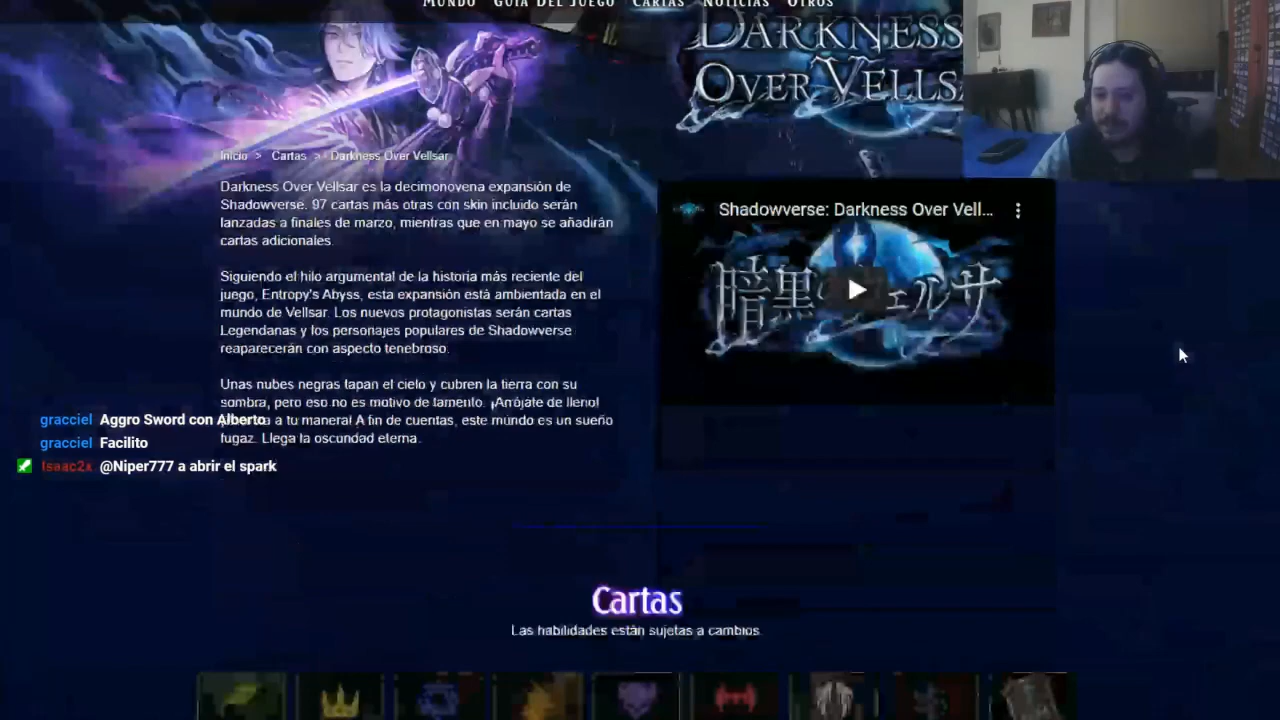 MUNDO GUÍA DEL JUEGO CARTAS NOTICIAS OTROS
DARKNESS
OVER VELLSA
Inicio > Cartas > Darkness Over Vellsar
Darkness Over Vellsar es la decimonovena expansión de
Shadowverse. 97 cartas más otras con skin incluido serán
lanzadas a finales de marzo, mientras que en mayo se añadirán
cartas adicionales.
Siguiendo el hilo argumental de la historia más reciente del
juego, Entropy's Abyss, esta expansión está ambientada en el
mundo de Vellsar. Los nuevos protagonistas serán cartas
Legendarias y los personajes populares de Shadowverse
reaparecerán con aspecto tenebroso.
Unas nubes negras tapan el cielo y cubren la tierra con su
sombra, pero eso no es motivo de lamento. ¡Arrójate de lleno!
a tu manera! A fin de cuentas, este mundo es un sueño
fugaz. Llega la oscuridad eterna.
Shadowverse: Darkness Over Vell...
暗黒のヴェルサ
gracciel Aggro Sword con Alberto
gracciel Facilito
Isaac2x @Niper777 a abrir el spark
Cartas
Las habilidades están sujetas a cambios.